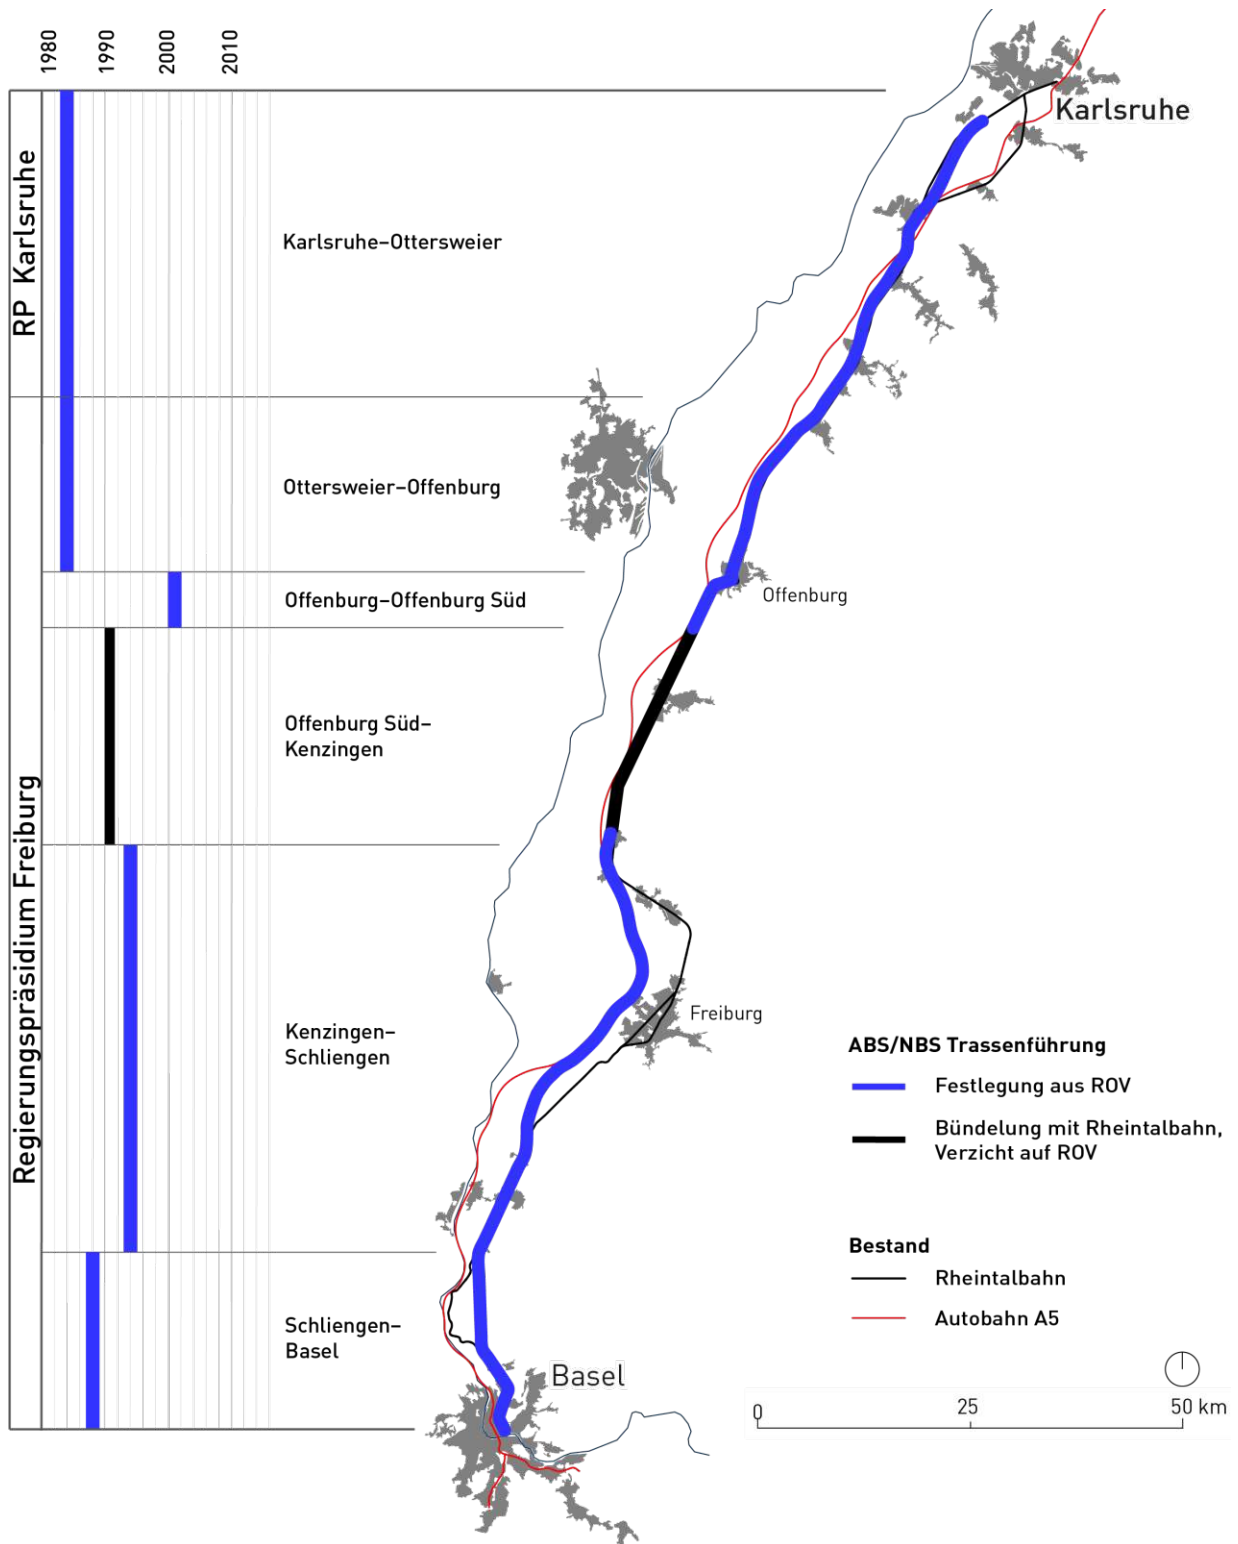 1980
1990
2000
2010
RP Karlsruhe
Regierungspräsidium Freiburg
Karlsruhe–Ottersweier
Ottersweier–Offenburg
Offenburg–Offenburg Süd
Offenburg Süd–
Kenzingen
Kenzingen–
Schliengen
Schliengen–
Basel
Karlsruhe
Offenburg
Freiburg
Basel
ABS/NBS Trassenführung
Festlegung aus ROV
Bündelung mit Rheintalbahn,
Verzicht auf ROV
Bestand
Rheintalbahn
Autobahn A5
0
25
50 km